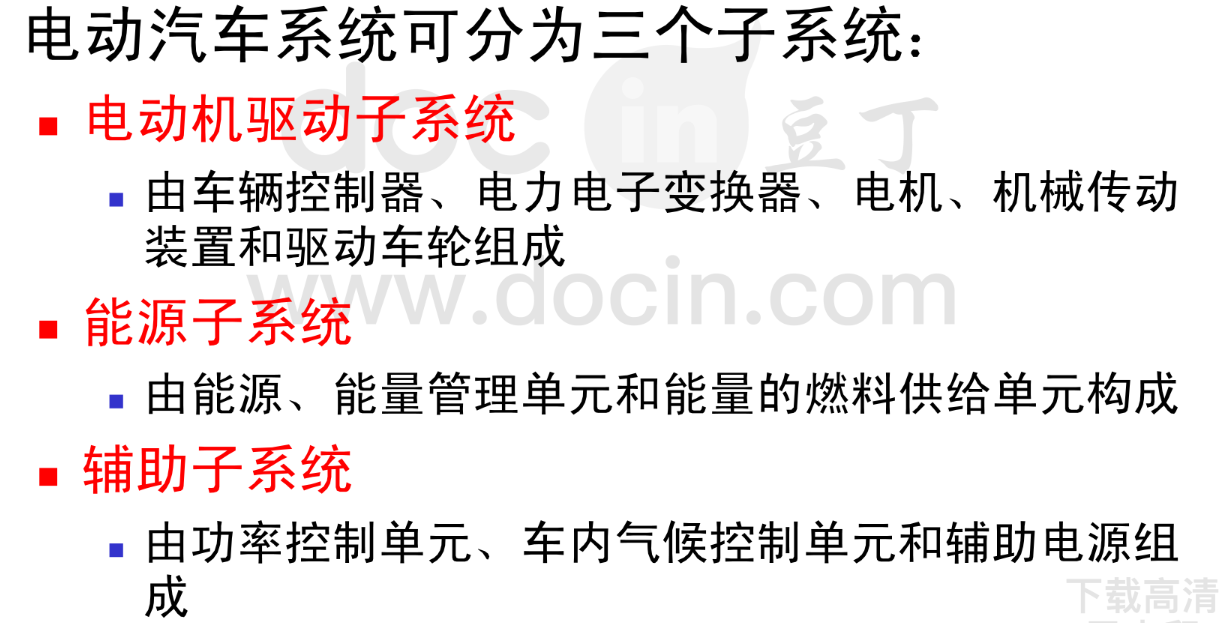 电动汽车系统可分为三个子系统:
电动机驱动子系统
由车辆控制器、电力电子变换器、电机、机械传动
装置和驱动车轮组成
能源子系统
由能源、能量管理单元和能量的燃料供给单元构成
辅助子系统
由功率控制单元、车内气候控制单元和辅助电源组
成
docin 豆丁
www.docin.com
下载高清